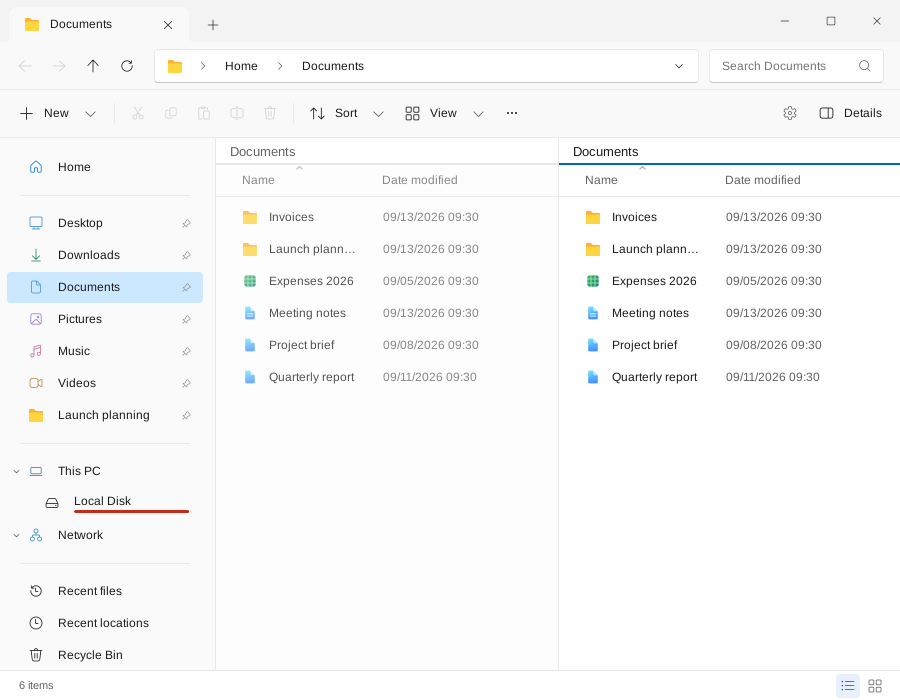 Documents
Home
Documents
Search Documents
New
Sort
View
Details
Home
Desktop
Downloads
Documents
Pictures
Music
Videos
Launch planning
This PC
Local Disk
Network
Recent files
Recent locations
Recycle Bin
Documents
Name Date modified
Invoices 09/13/2026 09:30
Launch plann… 09/13/2026 09:30
Expenses 2026 09/05/2026 09:30
Meeting notes 09/13/2026 09:30
Project brief 09/08/2026 09:30
Quarterly report 09/11/2026 09:30
Documents
Name Date modified
Invoices 09/13/2026 09:30
Launch plann… 09/13/2026 09:30
Expenses 2026 09/05/2026 09:30
Meeting notes 09/13/2026 09:30
Project brief 09/08/2026 09:30
Quarterly report 09/11/2026 09:30
6 items